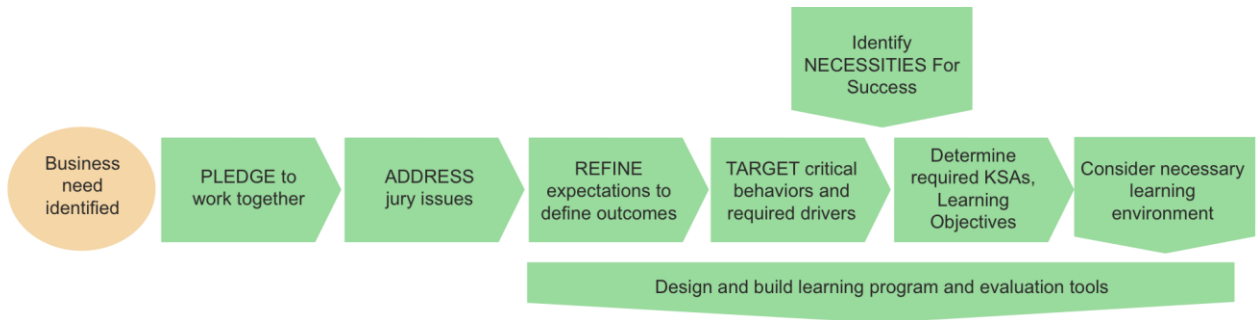 Identify
NECESSITIES For
Success
Business
need
identified
PLEDGE to
work together
ADDRESS
jury issues
REFINE
expectations to
define outcomes
TARGET critical
behaviors and
required drivers
Determine
required KSAs,
Learning
Objectives
Consider necessary
learning
environment
Design and build learning program and evaluation tools